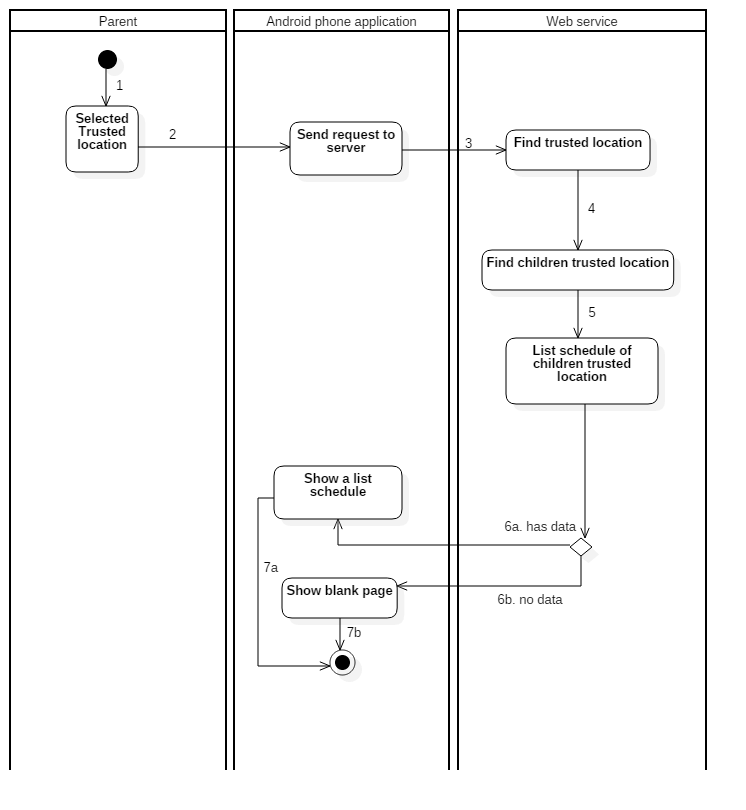 Parent
Android phone application
Web service
1
Selected
Trusted
location
2
Send request to
server
3
Find trusted location
4
Find children trusted location
5
List schedule of
children trusted
location
Show a list
schedule
6a. has data
7a
Show blank page
6b. no data
7b